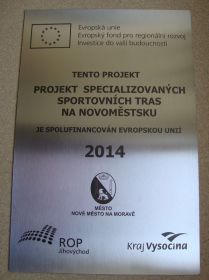 Evropská unie
Evropský fond pro regionální rozvoj
Investice do vaší budoucnosti
TENTO PROJEKT
PROJEKT SPECIALIZOVANÝCH
SPORTOVNÍCH TRAS
NA NOVOMĚSTSKU
JE SPOLUFINANCOVÁN EVROPSKOU UNIÍ
2014
MĚSTO
NOVÉ MĚSTO NA MORAVĚ
ROP
Jihovýchod
Kraj Vysočina